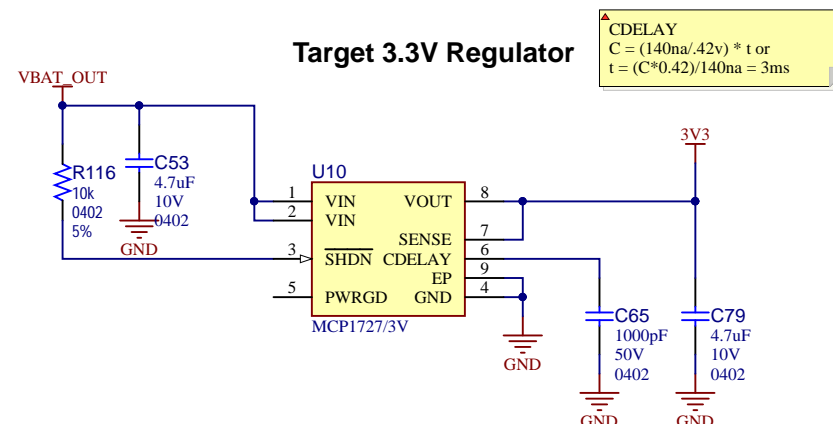 CDELAY
C = (140na/.42v) * t or
t = (C*0.42)/140na = 3ms
Target 3.3V Regulator
VBAT_OUT
3V3
R116
10k
0402
5%
C53
4.7uF
10V
0402
GND
U10
1 VIN VOUT 8
2 VIN
SENSE 7
3 SHDN CDELAY 6
EP 9
5 PWRGD GND 4
MCP1727/3V
GND
C65
1000pF
50V
0402
GND
C79
4.7uF
10V
0402
GND